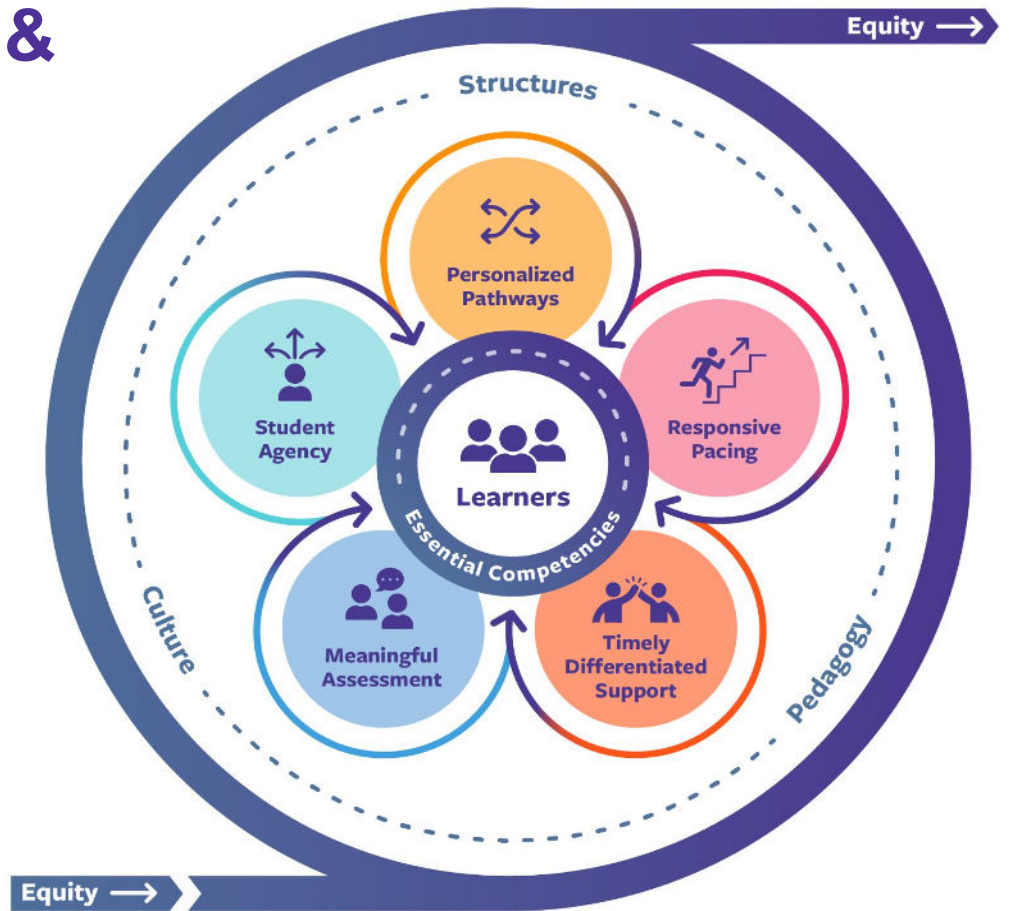 &
Equity
Structures
Personalized
Pathways
Student
Agency
Responsive
Pacing
Learners
Essential Competencies
Meaningful
Assessment
Timely
Differentiated
Support
Culture
Pedagogy
Equity